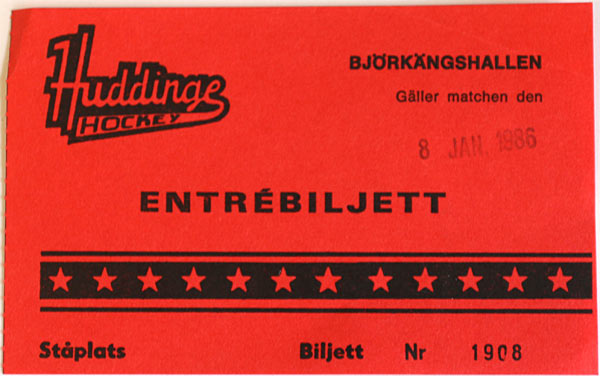 Huddinge
HOCKEY
BJÖRKÄNGSHALLEN
Gäller matchen den
8 JAN. 1986
ENTRÉBILJETT
Ståplats Biljett Nr 1908